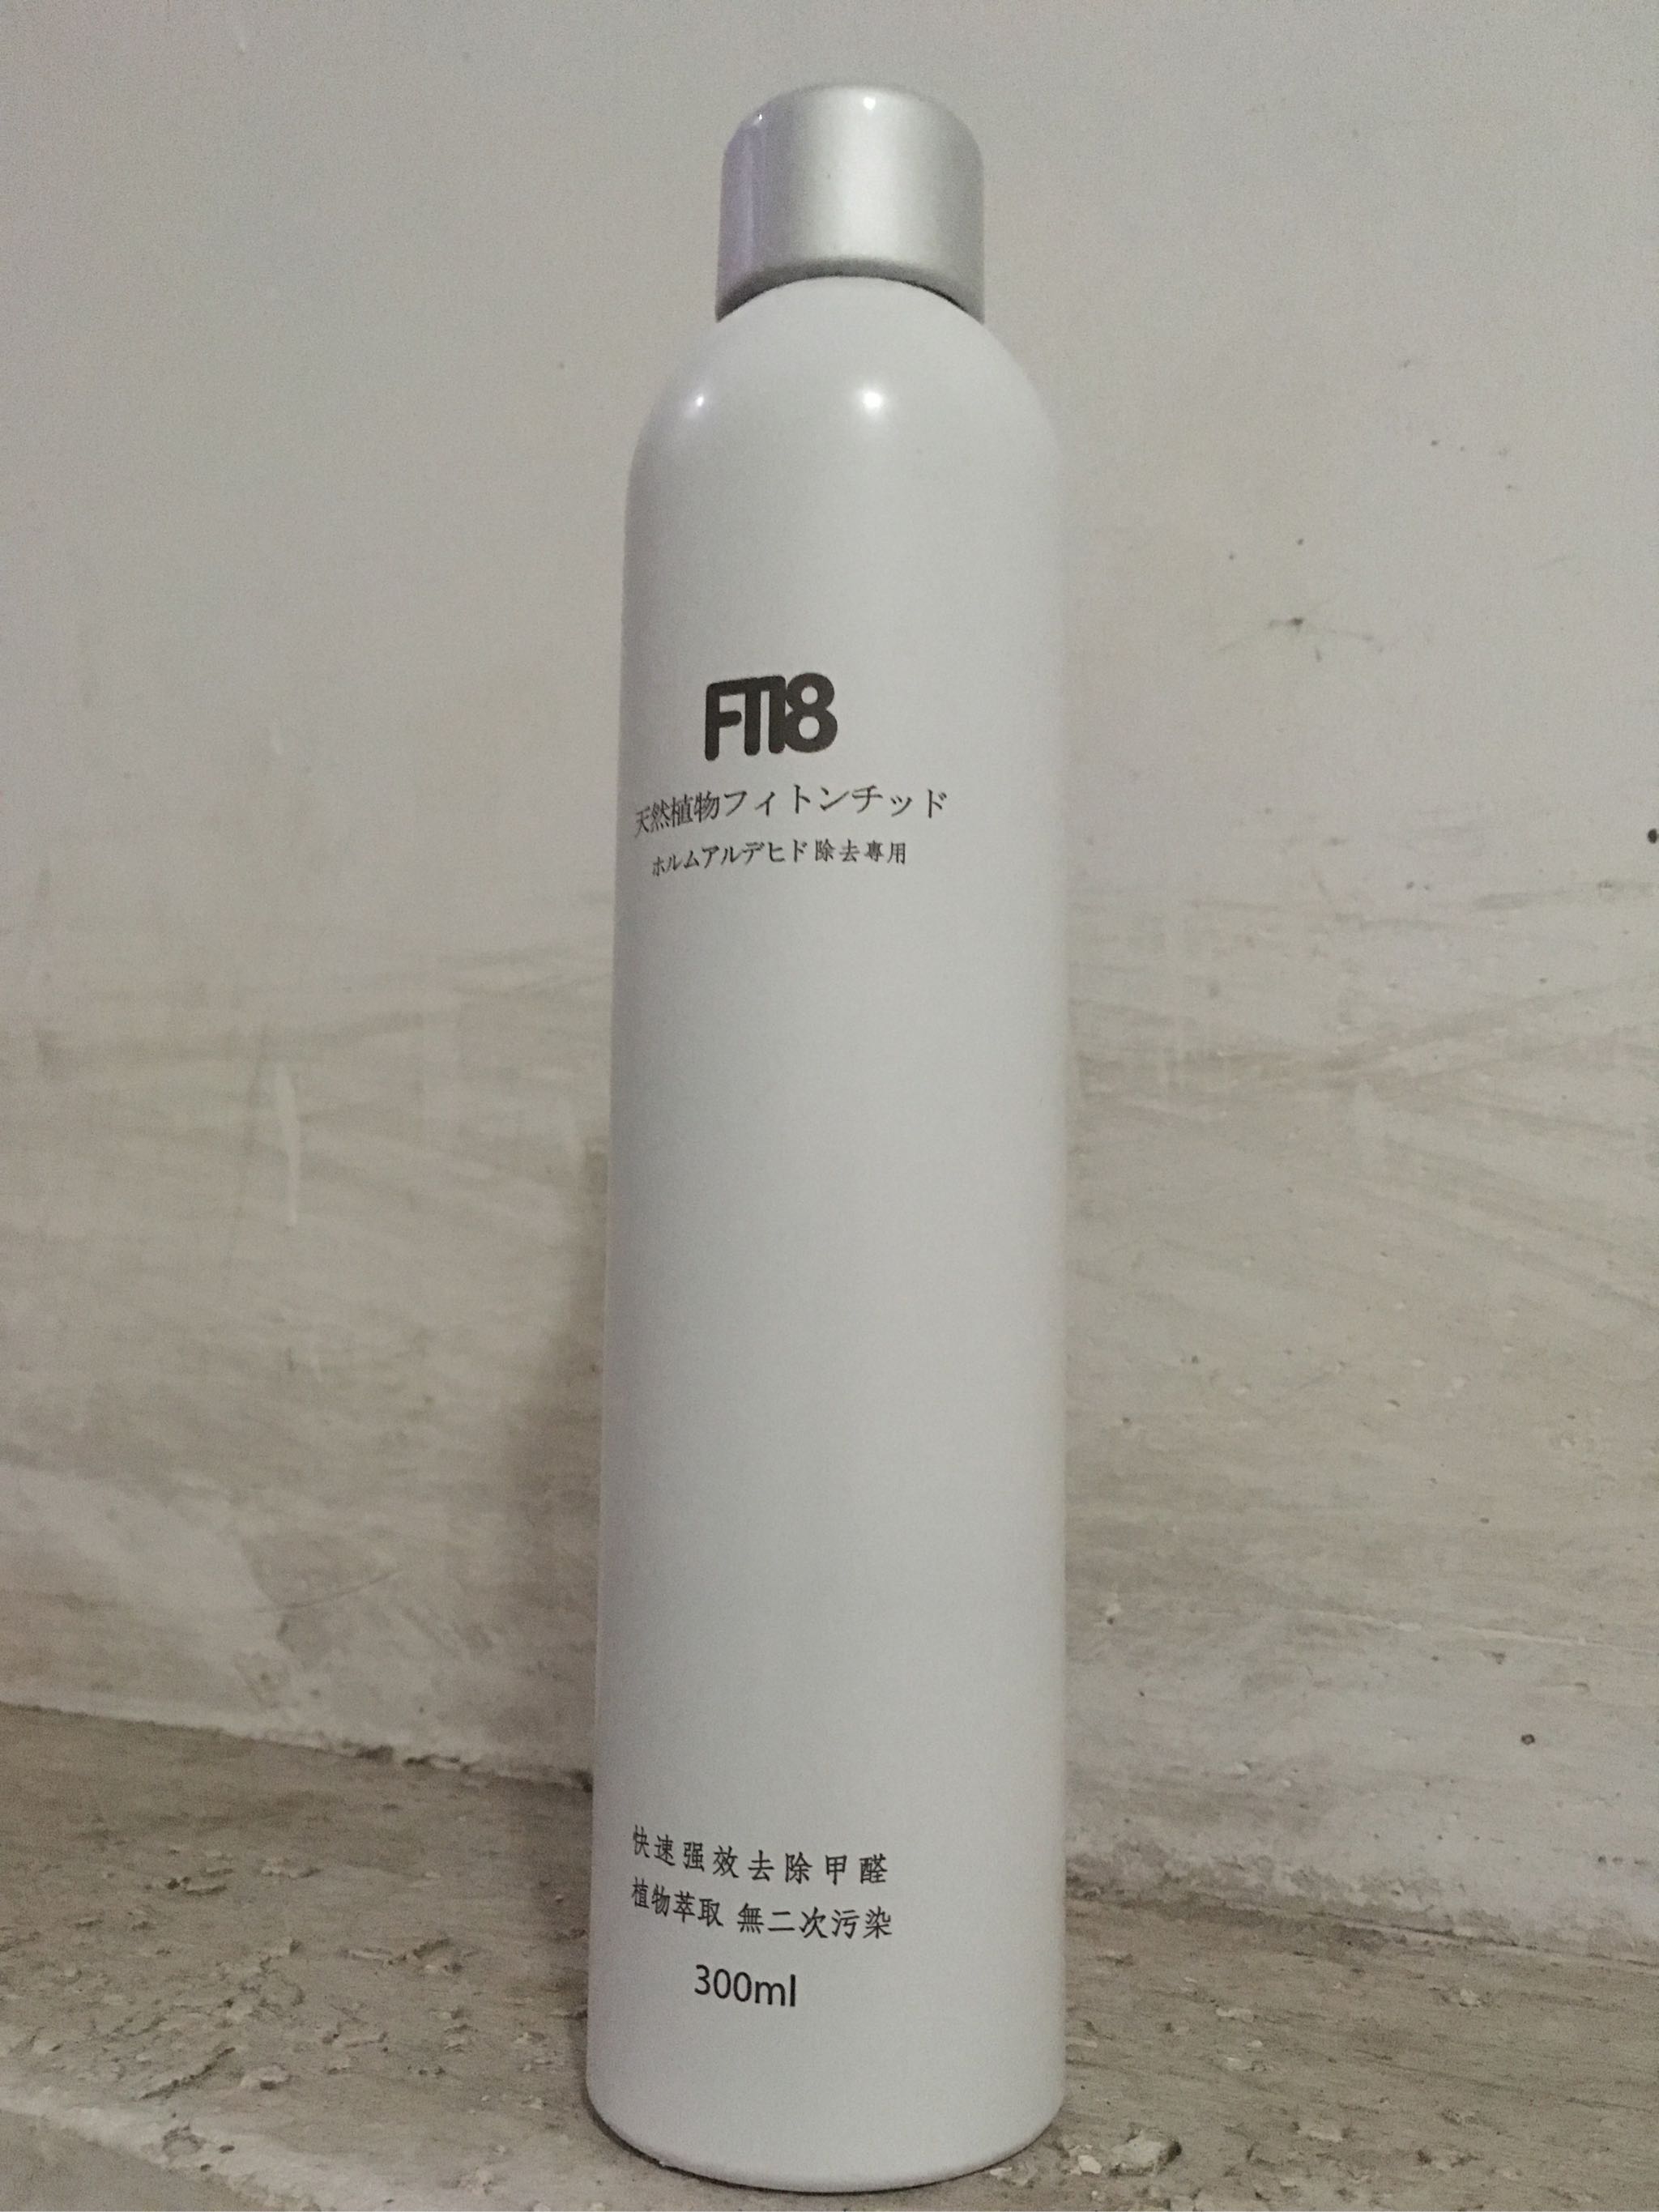 FT18
天然植物フィトンチッド
ホルムアルデヒド除去專用
快速强效去除甲醛
植物萃取 無二次污染
300ml